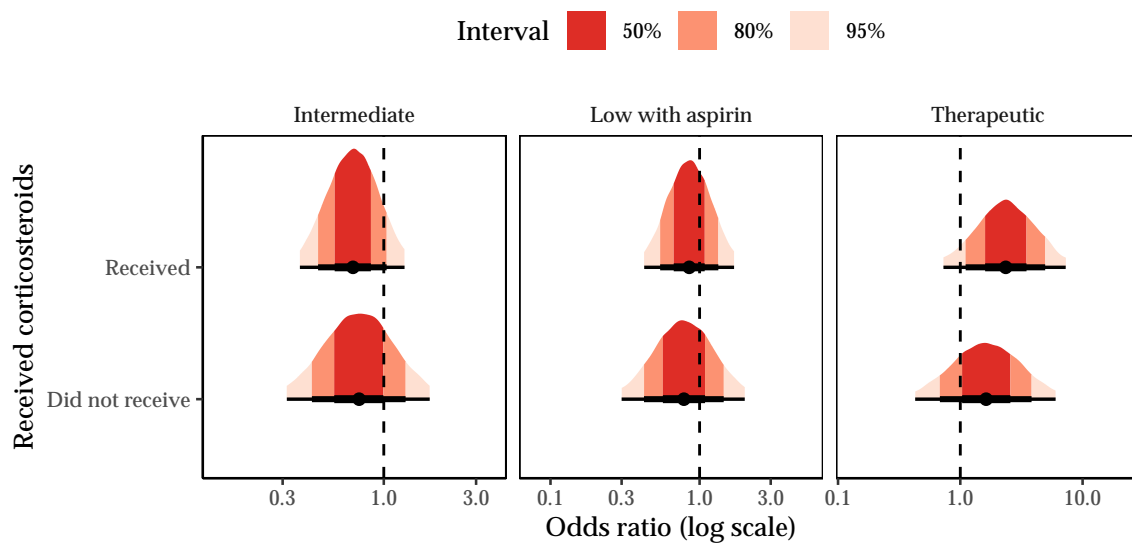 Interval 50% 80% 95%
Intermediate Low with aspirin Therapeutic
Received corticosteroids
Received
Did not receive
0.3 1.0 3.0 0.1 0.3 1.0 3.0 0.1 1.0 10.0
Odds ratio (log scale)